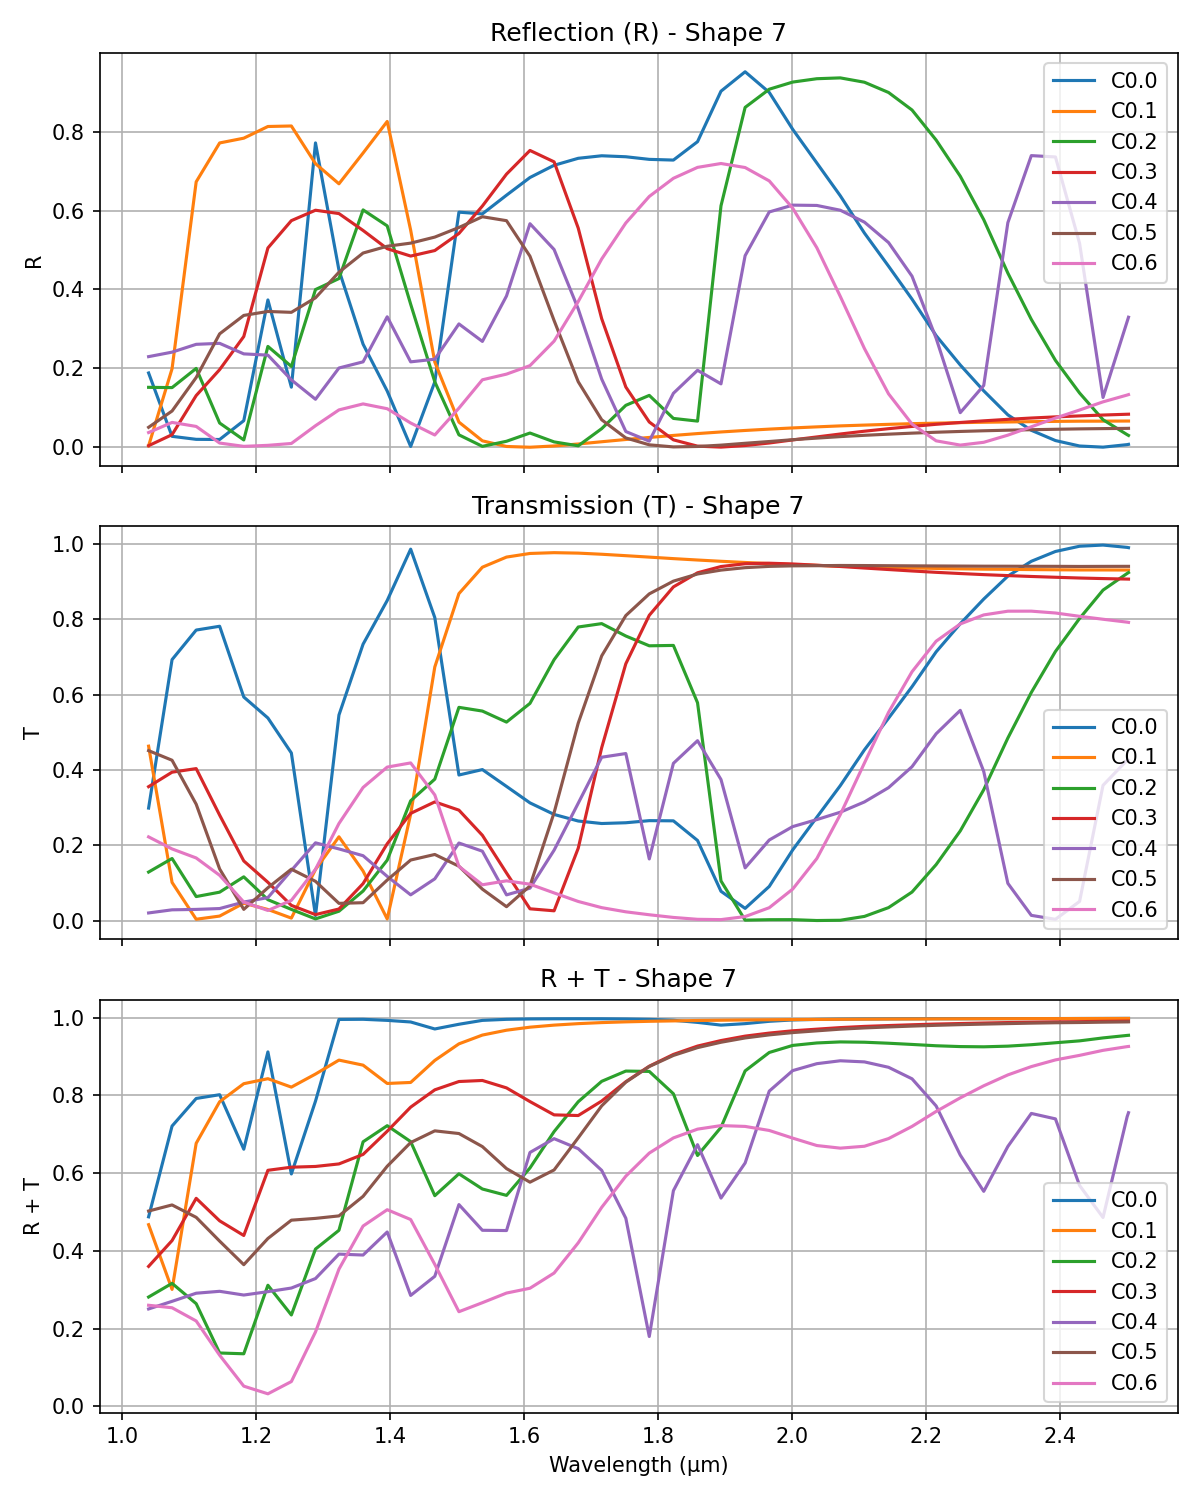 Reflection (R) - Shape 7
R
0.8
0.6
0.4
0.2
0.0
C0.0
C0.1
C0.2
C0.3
C0.4
C0.5
C0.6
Transmission (T) - Shape 7
T
1.0
0.8
0.6
0.4
0.2
0.0
C0.0
C0.1
C0.2
C0.3
C0.4
C0.5
C0.6
R + T - Shape 7
R + T
1.0
0.8
0.6
0.4
0.2
0.0
C0.0
C0.1
C0.2
C0.3
C0.4
C0.5
C0.6
1.0 1.2 1.4 1.6 1.8 2.0 2.2 2.4
Wavelength (μm)